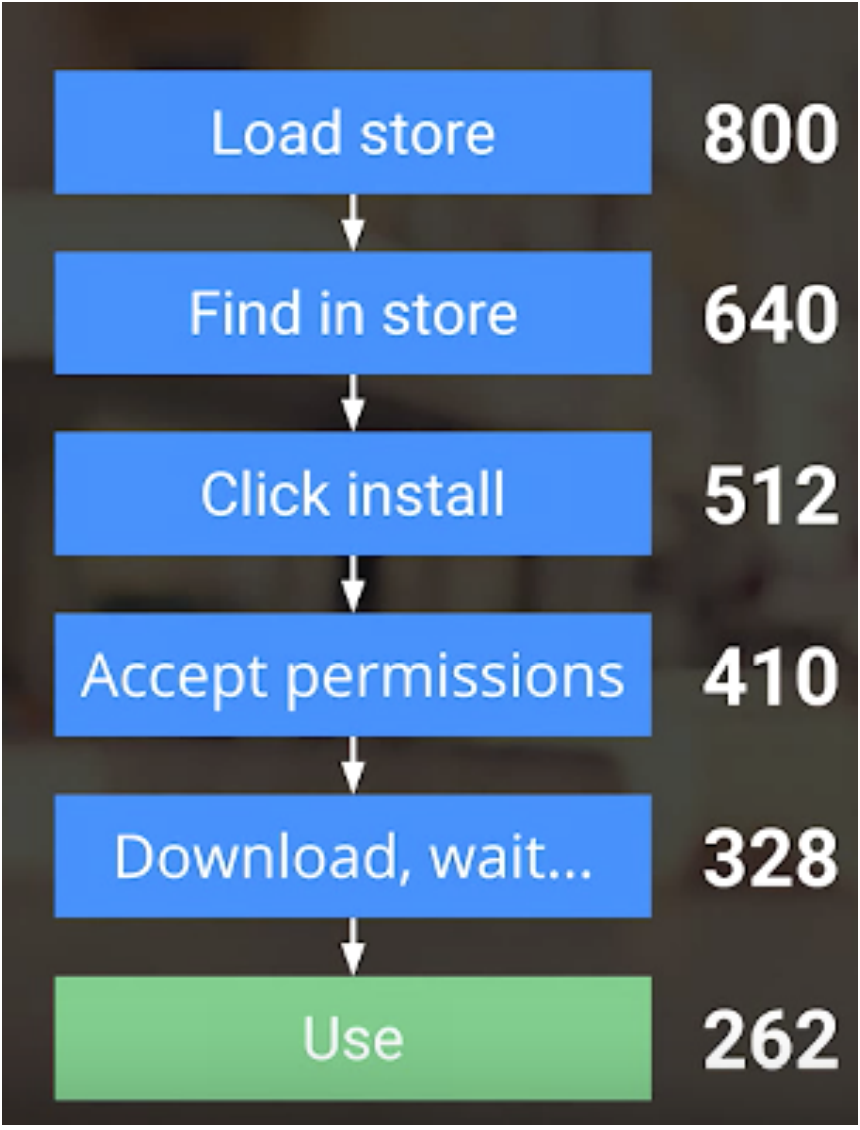 Load store 800
Find in store 640
Click install 512
Accept permissions 410
Download, wait... 328
Use 262